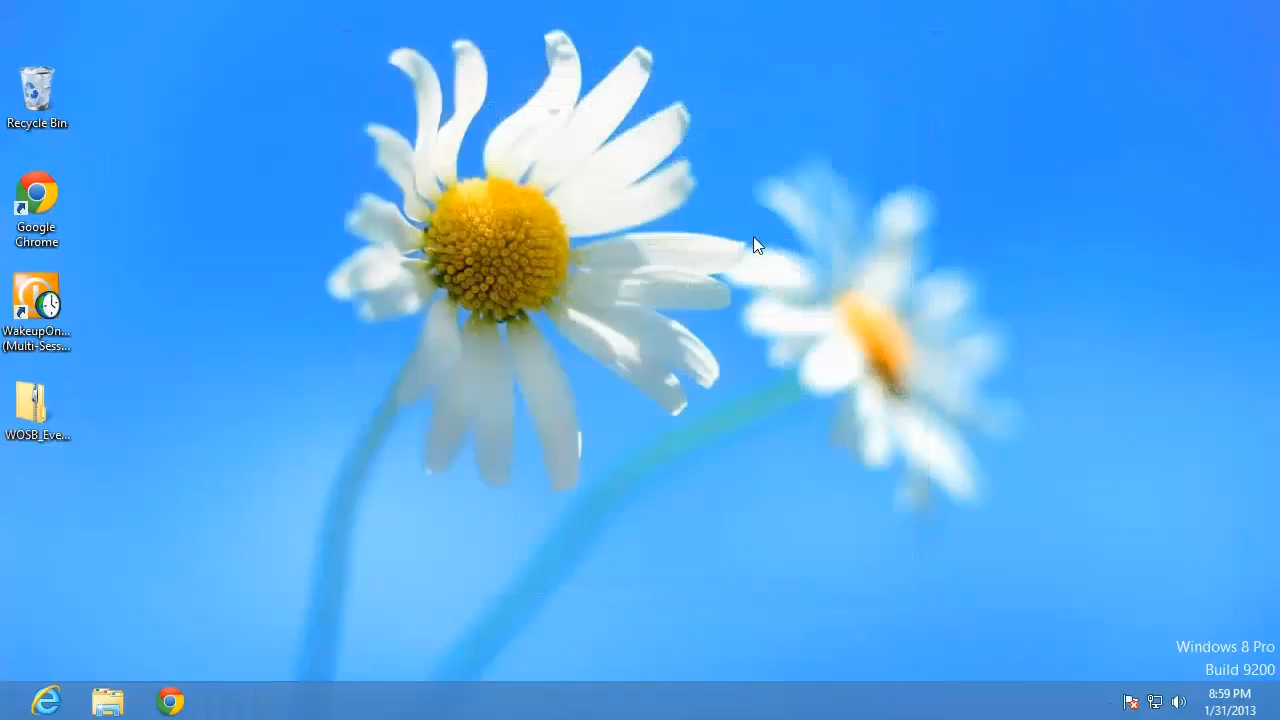 Recycle Bin
Google
Chrome
WakeupOn...
(Multi-Sess...
WOSB_Eve...
Windows 8 Pro
Build 9200
8:59 PM
1/31/2013